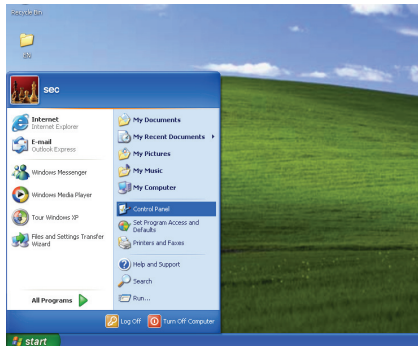 Recycle Bin
sec
Internet
Internet Explorer
E-mail
Outlook Express
Windows Messenger
Windows Media Player
Tour Windows XP
Files and Settings Transfer
Wizard
All Programs
My Documents
My Recent Documents
My Pictures
My Music
My Computer
Control Panel
Set Program Access and
Defaults
Printers and Faxes
Help and Support
Search
Run...
Log Off
Turn Off Computer
start